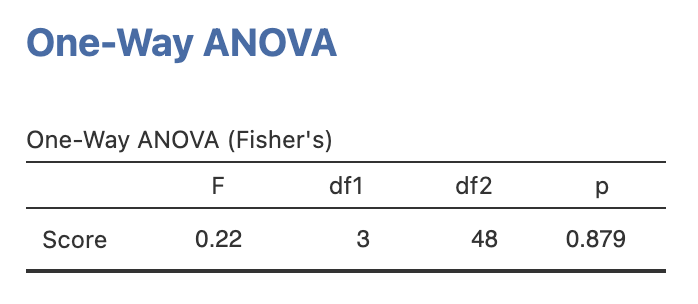 One-Way ANOVA
One-Way ANOVA (Fisher's)
F df1 df2 p
Score 0.22 3 48 0.879